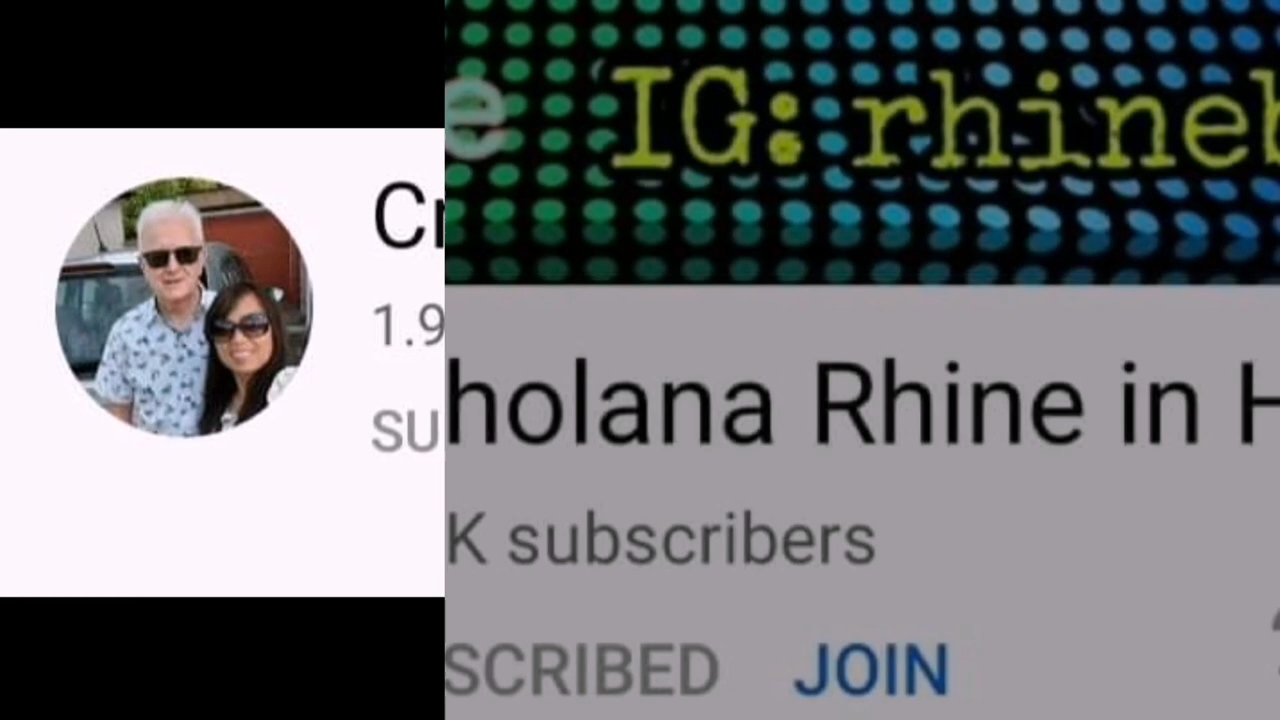 Cr
1.9
SU
e IG: rhineb
holana Rhine in H
K subscribers
SCRIBED JOIN